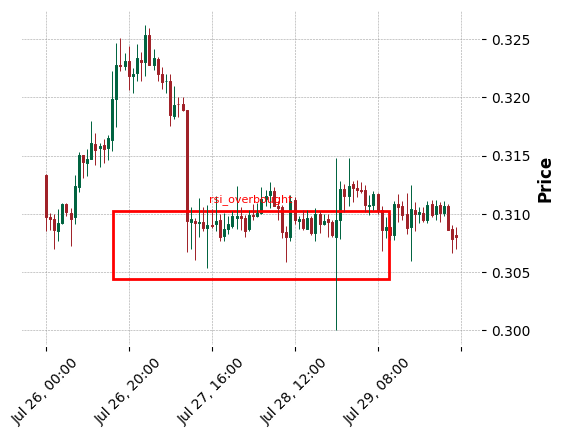 0.325
0.320
0.315
rsi_overbought
0.310
0.305
0.300
Price
Jul 26, 00:00
Jul 26, 20:00
Jul 27, 16:00
Jul 28, 12:00
Jul 29, 08:00